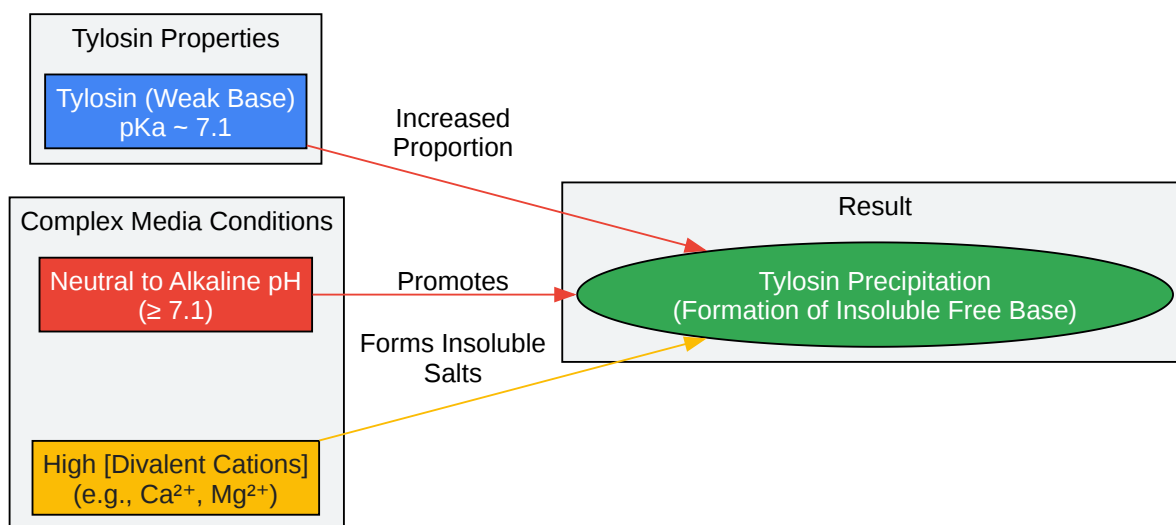 Tylosin Properties
Tylosin (Weak Base)
pKa ~ 7.1
Increased
Proportion
Complex Media Conditions
Neutral to Alkaline pH
(≥ 7.1)
Promotes
Forms Insoluble
Salts
High [Divalent Cations]
(e.g., Ca²⁺, Mg²⁺)
Result
Tylosin Precipitation
(Formation of Insoluble Free Base)